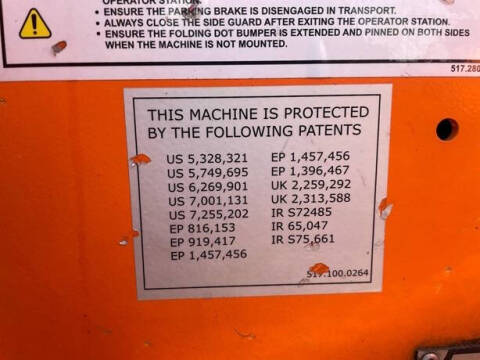 OPERATOR STATION.
• ENSURE THE PARKING BRAKE IS DISENGAGED IN TRANSPORT.
• ALWAYS CLOSE THE SIDE GUARD AFTER EXITING THE OPERATOR STATION.
• ENSURE THE FOLDING DOT BUMPER IS EXTENDED AND PINNED ON BOTH SIDES
WHEN THE MACHINE IS NOT MOUNTED.
517.280
THIS MACHINE IS PROTECTED
BY THE FOLLOWING PATENTS
US 5,328,321
US 5,749,695
US 6,269,901
US 7,001,131
US 7,255,202
EP 816,153
EP 919,417
EP 1,457,456
EP 1,457,456
EP 1,396,467
UK 2,259,292
UK 2,313,588
IR S72485
IR 65,047
IR S75,661
517.100.0264